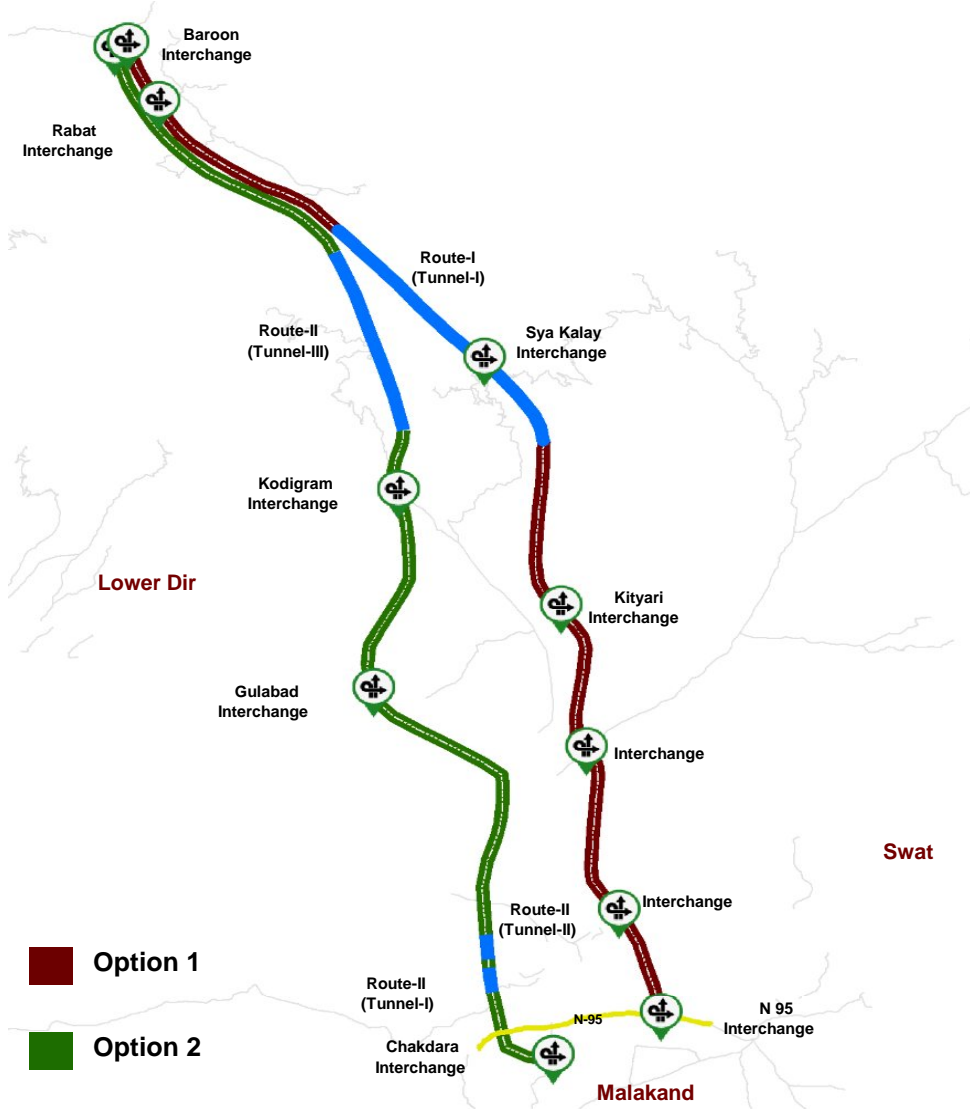 Baroon
Interchange
Rabat
Interchange
Route-I
(Tunnel-I)
Route-II
(Tunnel-III)
Sya Kalay
Interchange
Kodigram
Interchange
Lower Dir
Kityari
Interchange
Gulabad
Interchange
Interchange
Swat
Interchange
Route-II
(Tunnel-II)
Option 1
Route-II
(Tunnel-I)
N-95
N 95
Interchange
Option 2
Chakdara
Interchange
Malakand